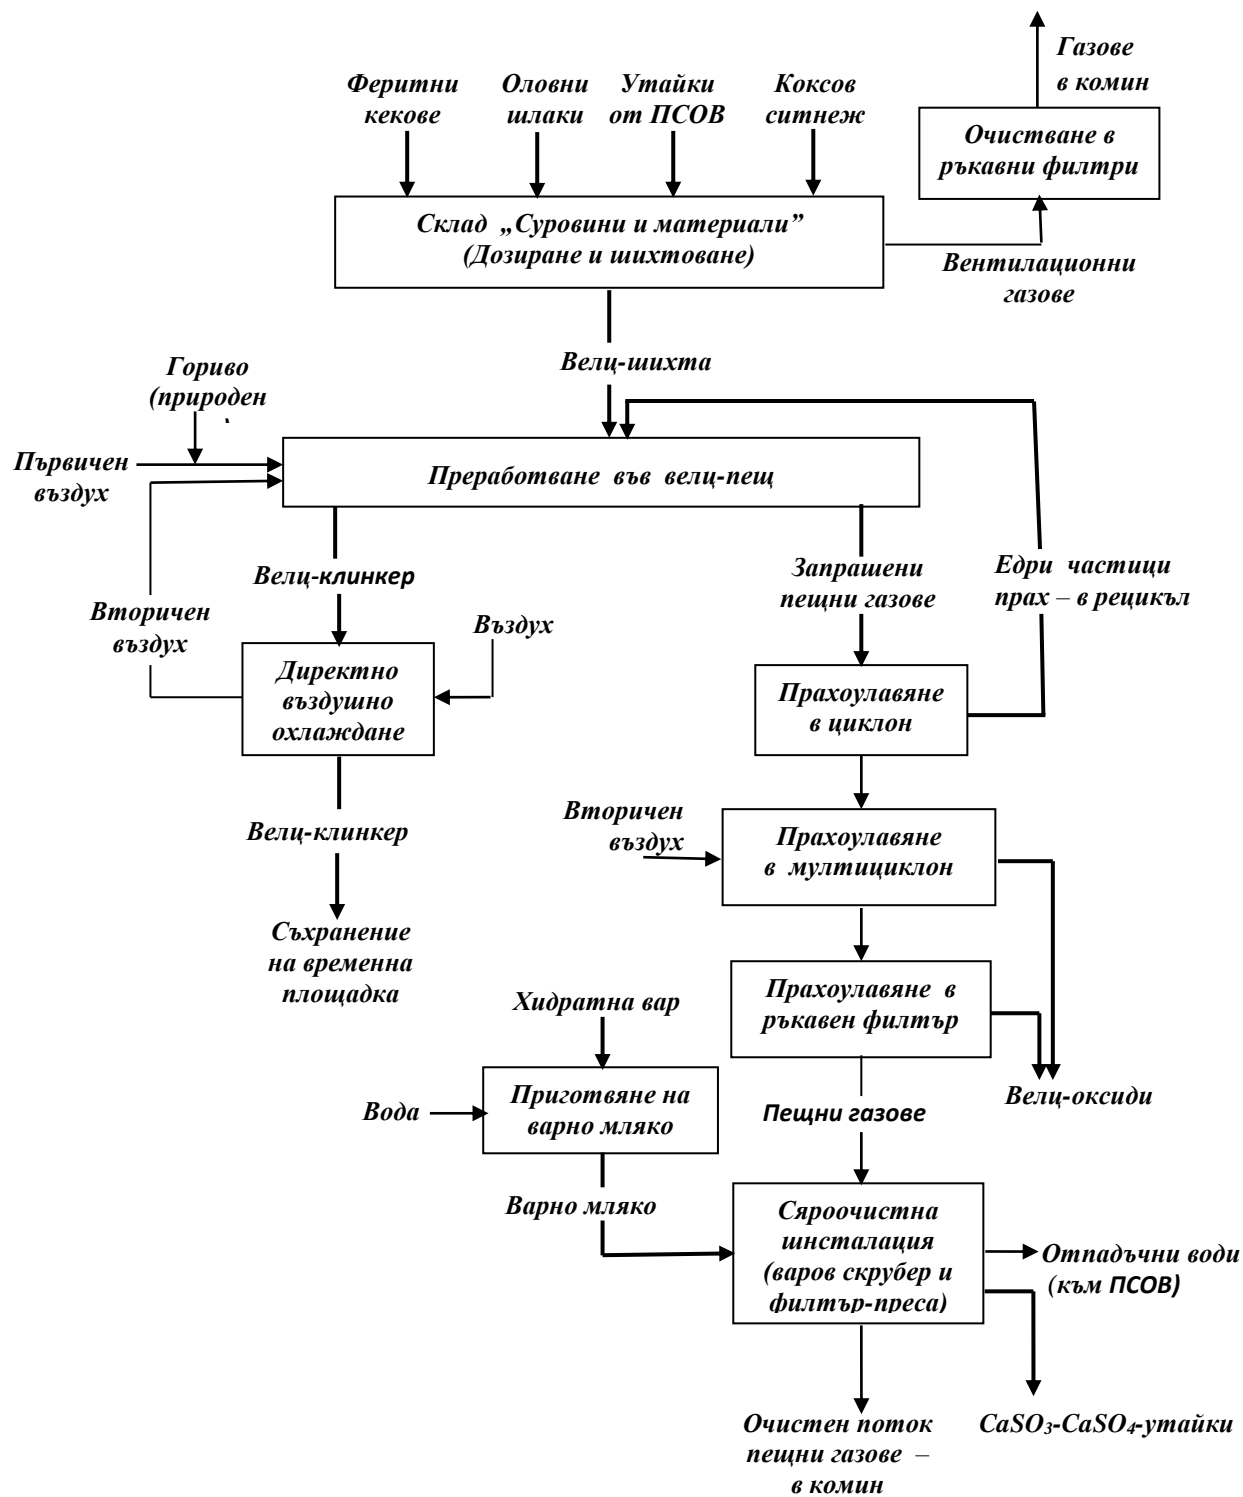 Газове
в комин
Феритни
кекове
Оловни
шлаки
Утайки
от ПСОВ
Коксов
ситнеж
Очистване в
ръкавни филтри
Склад „Суровини и материали”
(Дозиране и шихтоване)
Вентилационни
газове
Велц-шихта
Гориво
(природен
Първичен
въздух
Преработване във велц-пещ
Велц-клинкер
Запрашени
пещни газове
Едри частици
прах – в рецикъл
Вторичен
въздух
Въздух
Директно
въздушно
охлаждане
Прахоулавяне
в циклон
Велц-клинкер
Вторичен
въздух
Прахоулавяне
в мултициклон
Съхранение
на временна
площадка
Прахоулавяне в
ръкавен филтър
Хидратна вар
Вода
Приготвяне на
варно мляко
Пещни газове
Велц-оксиди
Варно мляко
Сяроочистна
шнсталация
(варов скрубер и
филтър-преса)
Отпадъчни води
(към ПСОВ)
Очистен поток
пещни газове –
в комин
CaSO₃-CaSO₄-утайки